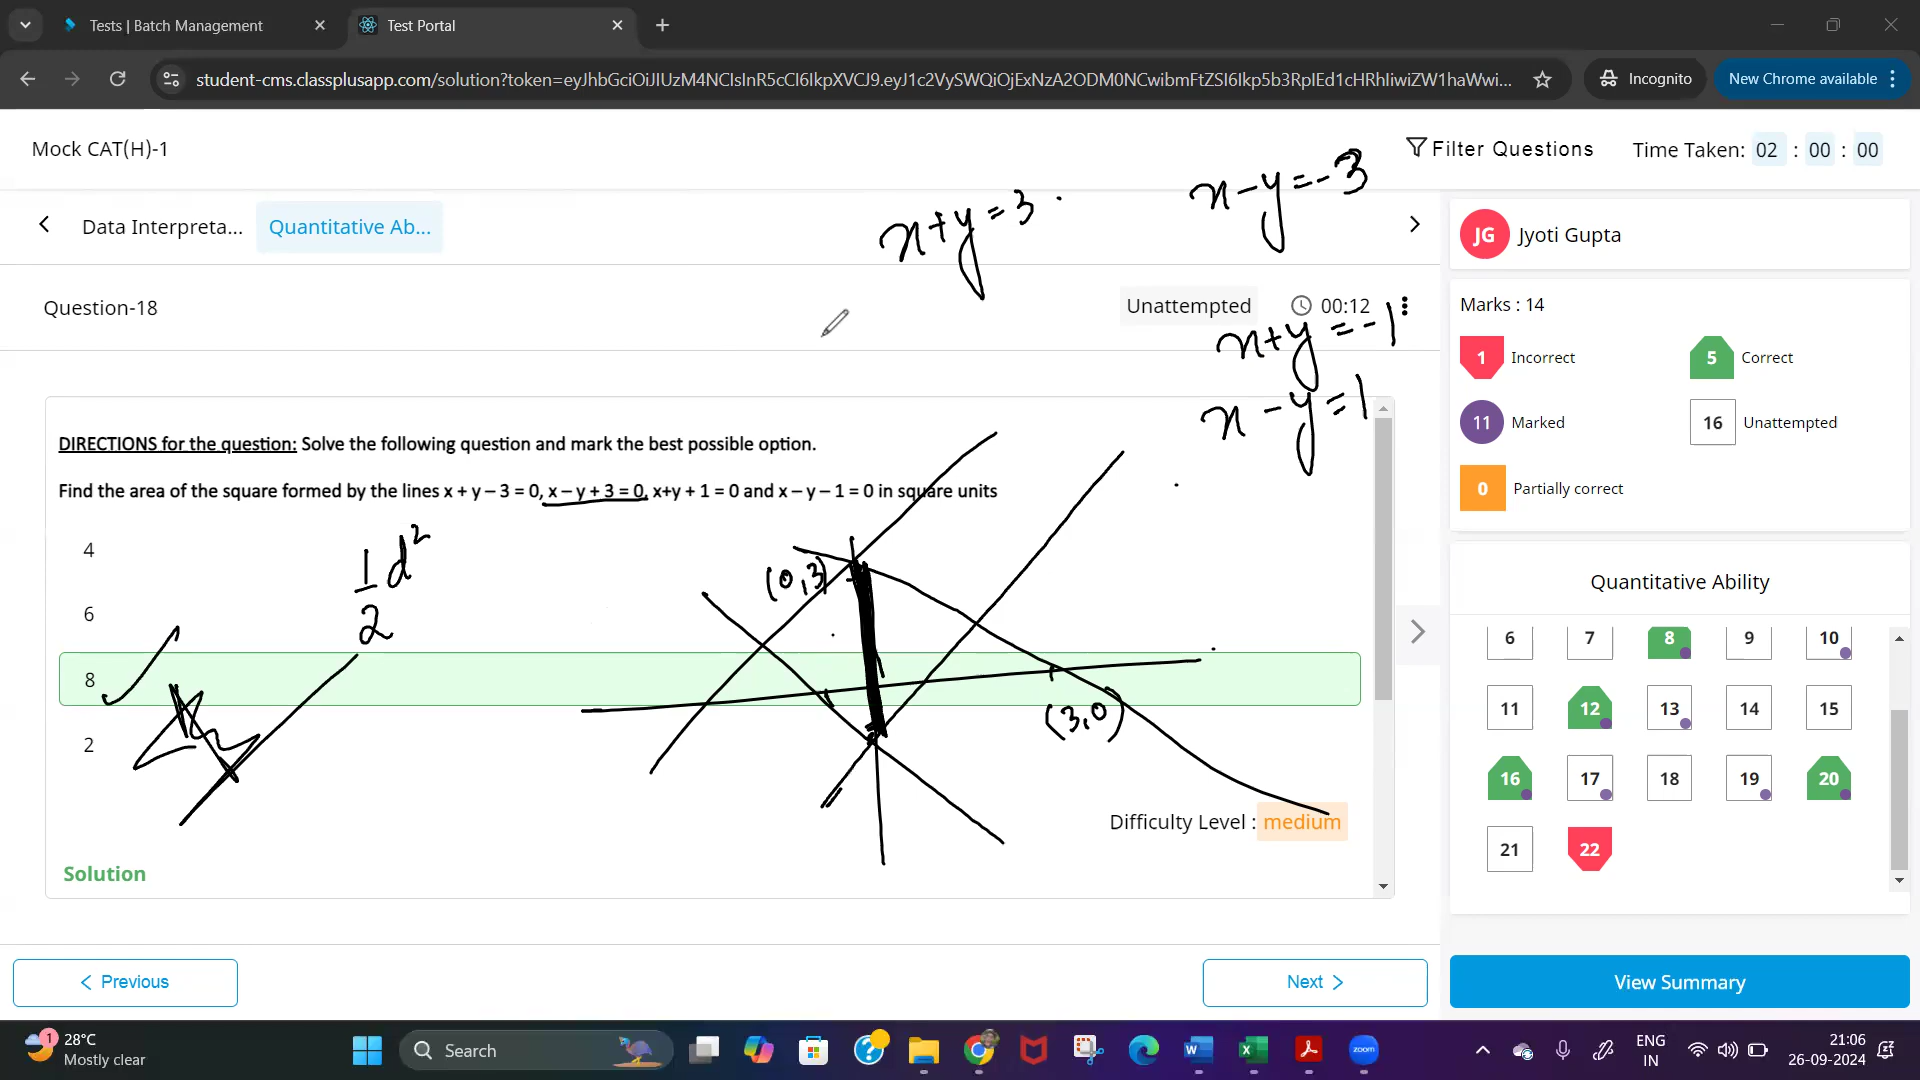 Tests | Batch Management
Test Portal
student-cms.classplusapp.com/solution?token=eyJhbGciOiJIUzM4NCIsInR5cCI6IkpXVCJ9.eyJ1c2VySWQiOjExNzA2ODM0NCwibmFtZSI6Ikp5b3RpIEd1cHRhIiwiZW1haWwi...
Incognito
New Chrome available
Mock CAT(H)-1
Filter Questions
Time Taken: 02 : 00 : 00
x+y=3
x-y=-3
Data Interpreta...
Quantitative Ab...
Question-18
Unattempted
00:12
x+y=-1
x-y=1
DIRECTIONS for the question: Solve the following question and mark the best possible option.
Find the area of the square formed by the lines x + y – 3 = 0, x – y + 3 = 0, x+y + 1 = 0 and x – y – 1 = 0 in square units
4
6
8
2
1/2 d²
(0,3)
(3,0)
Difficulty Level : medium
Solution
Previous
Next
JG
Jyoti Gupta
Marks : 14
1 Incorrect
5 Correct
11 Marked
16 Unattempted
0 Partially correct
Quantitative Ability
6 7 8 9 10
11 12 13 14 15
16 17 18 19 20
21 22
View Summary
1
28°C
Mostly clear
Search
zoom
ENG
IN
21:06
26-09-2024